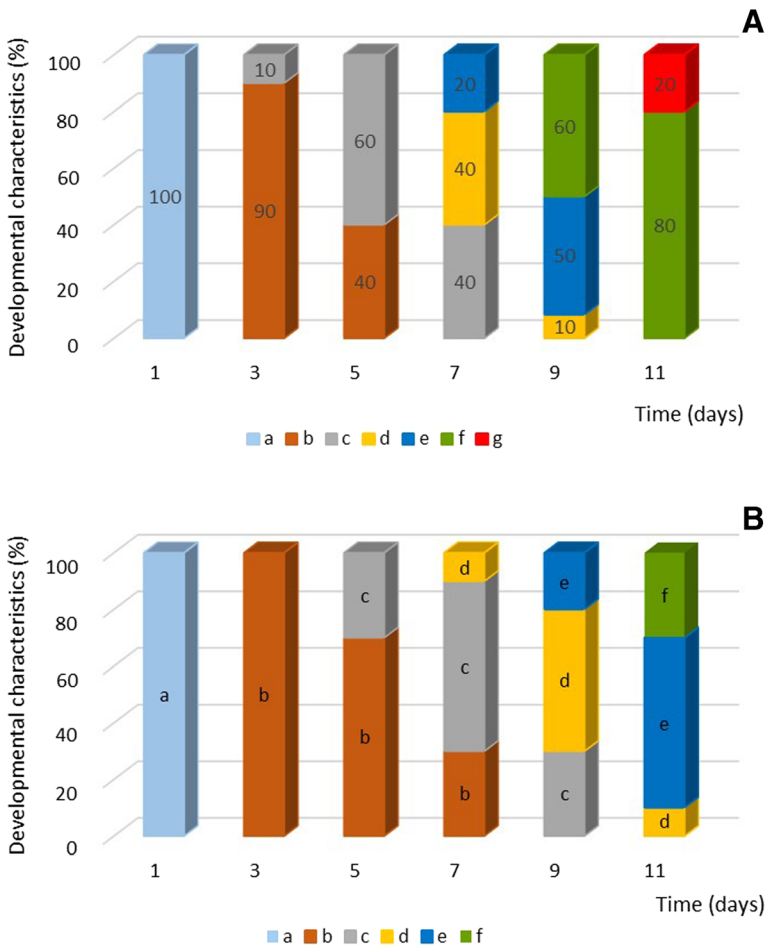 A
Developmental characteristics (%)
100
80
60
40
20
0
100
10
90
60
40
20
40
40
60
50
10
20
80
1 3 5 7 9 11
Time (days)
a b c d e f g
B
Developmental characteristics (%)
100
80
60
40
20
0
a
b
c
b
d
c
b
e
d
c
f
e
d
1 3 5 7 9 11
Time (days)
a b c d e f